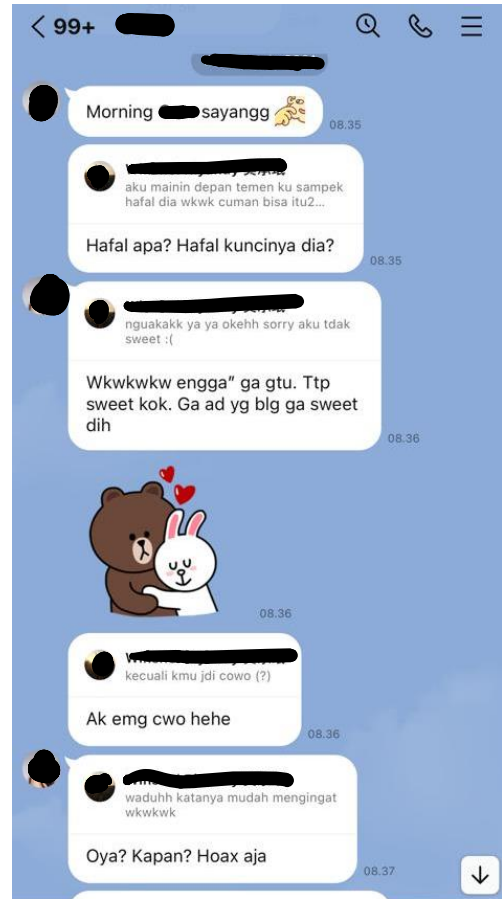 99+
Morning sayangg
08.35
aku mainin depan temen ku sampek
hafal dia wkwk cuman bisa itu2...
Hafal apa? Hafal kuncinya dia?
08.35
nguakakk ya ya okehh sorry aku tdak
sweet :(
Wkwkwkw engga” ga gtu. Ttp
sweet kok. Ga ad yg blg ga sweet
dih
08.36
08.36
kecuali kmu jdi cowo (?)
Ak emg cwo hehe
08.36
waduhh katanya mudah mengingat
wkwkwk
Oya? Kapan? Hoax aja
08.37